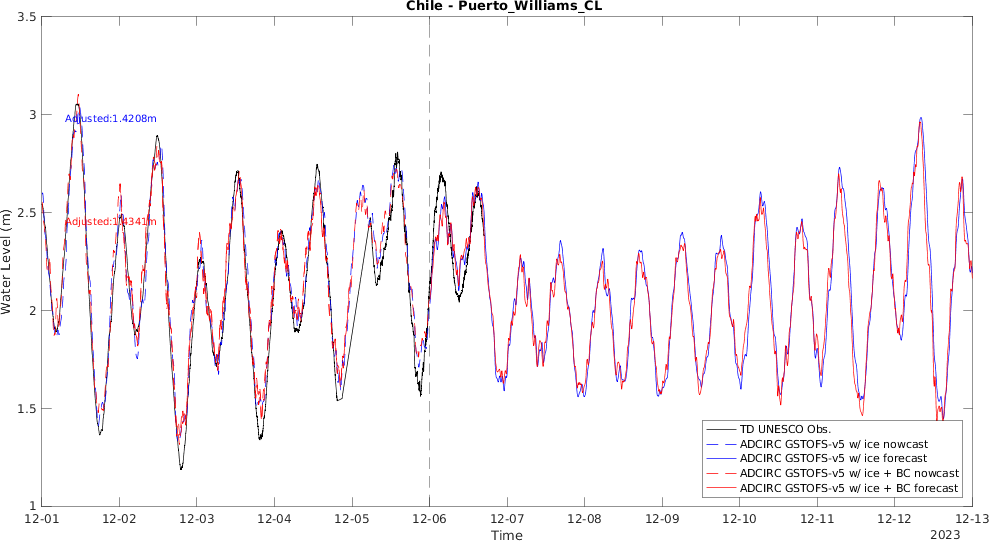 Chile - Puerto_Williams_CL
3.5
3
2.5
2
1.5
1
Water Level (m)
Adjusted:1.4208m
Adjusted:1.4341m
TD UNESCO Obs.
ADCIRC GSTOFS-v5 w/ ice nowcast
ADCIRC GSTOFS-v5 w/ ice forecast
ADCIRC GSTOFS-v5 w/ ice + BC nowcast
ADCIRC GSTOFS-v5 w/ ice + BC forecast
12-01 12-02 12-03 12-04 12-05 12-06 12-07 12-08 12-09 12-10 12-11 12-12 12-13
Time
2023